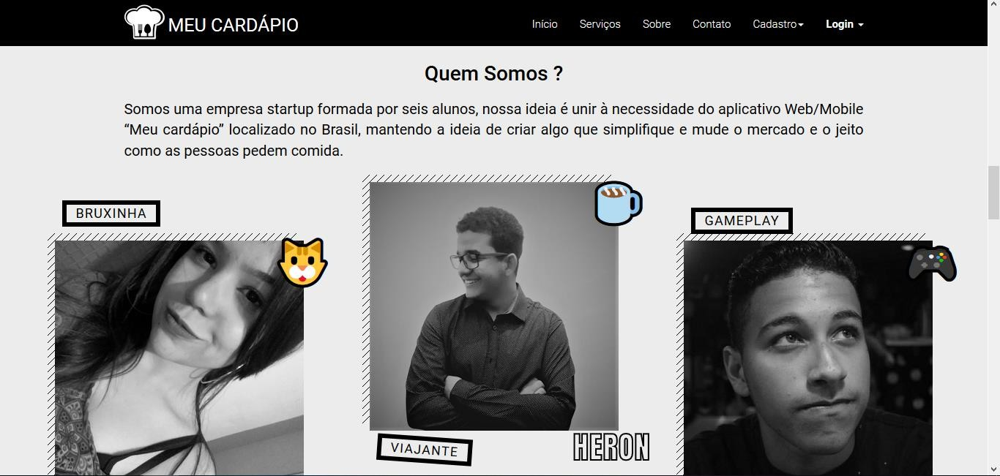 MEU CARDÁPIO
Início Serviços Sobre Contato Cadastro Login
Quem Somos ?
Somos uma empresa startup formada por seis alunos, nossa ideia é unir à necessidade do aplicativo Web/Mobile
“Meu cardápio” localizado no Brasil, mantendo a ideia de criar algo que simplifique e mude o mercado e o jeito
como as pessoas pedem comida.
BRUXINHA
GAMEPLAY
VIAJANTE
HERON